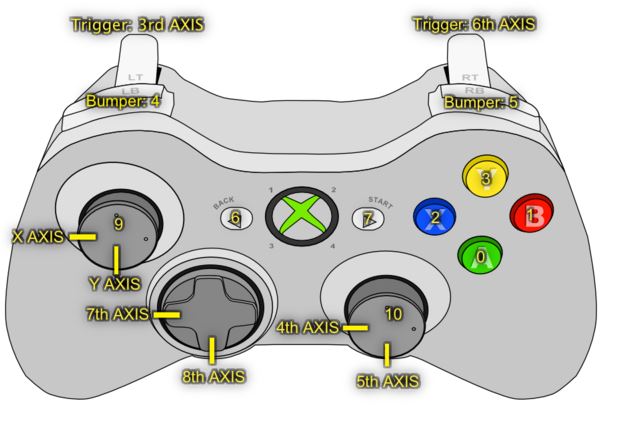 Trigger: 3rd AXIS
Trigger: 6th AXIS
LT
RT
LB
RB
Bumper: 4
Bumper: 5
1
2
BACK
START
3
4
9
6
7
3
Y
2
X
1
B
0
A
X AXIS
Y AXIS
7th AXIS
8th AXIS
10
4th AXIS
5th AXIS